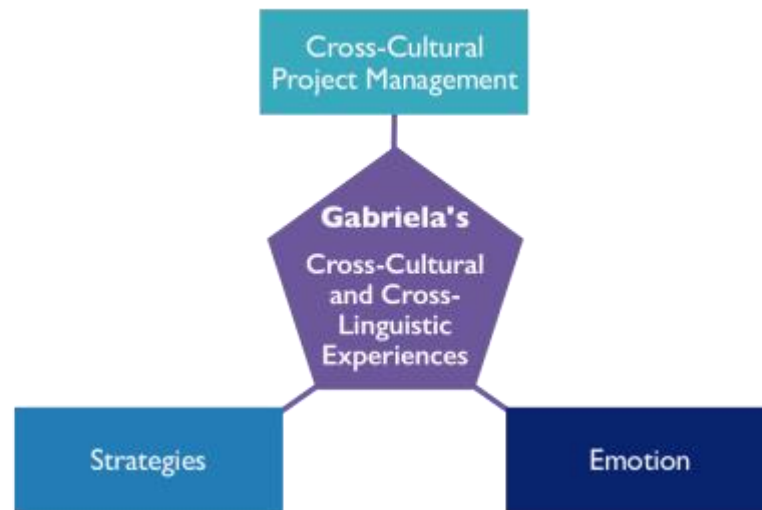 Cross-Cultural
Project Management
Gabriela's
Cross-Cultural
and Cross-
Linguistic
Experiences
Strategies
Emotion